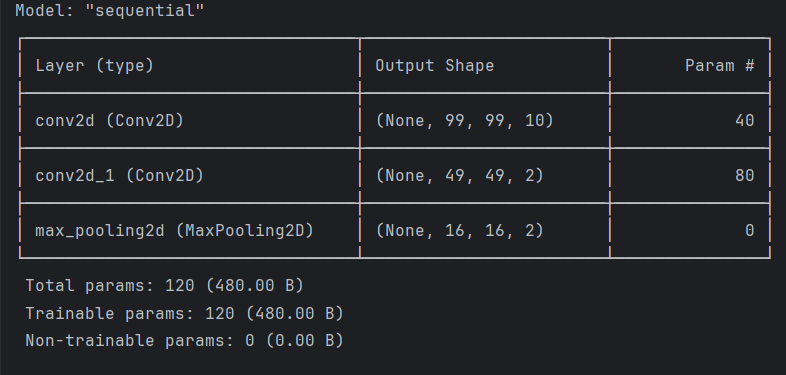 Model: "sequential"
Layer (type) Output Shape Param #
conv2d (Conv2D) (None, 99, 99, 10) 40
conv2d_1 (Conv2D) (None, 49, 49, 2) 80
max_pooling2d (MaxPooling2D) (None, 16, 16, 2) 0
Total params: 120 (480.00 B)
Trainable params: 120 (480.00 B)
Non-trainable params: 0 (0.00 B)